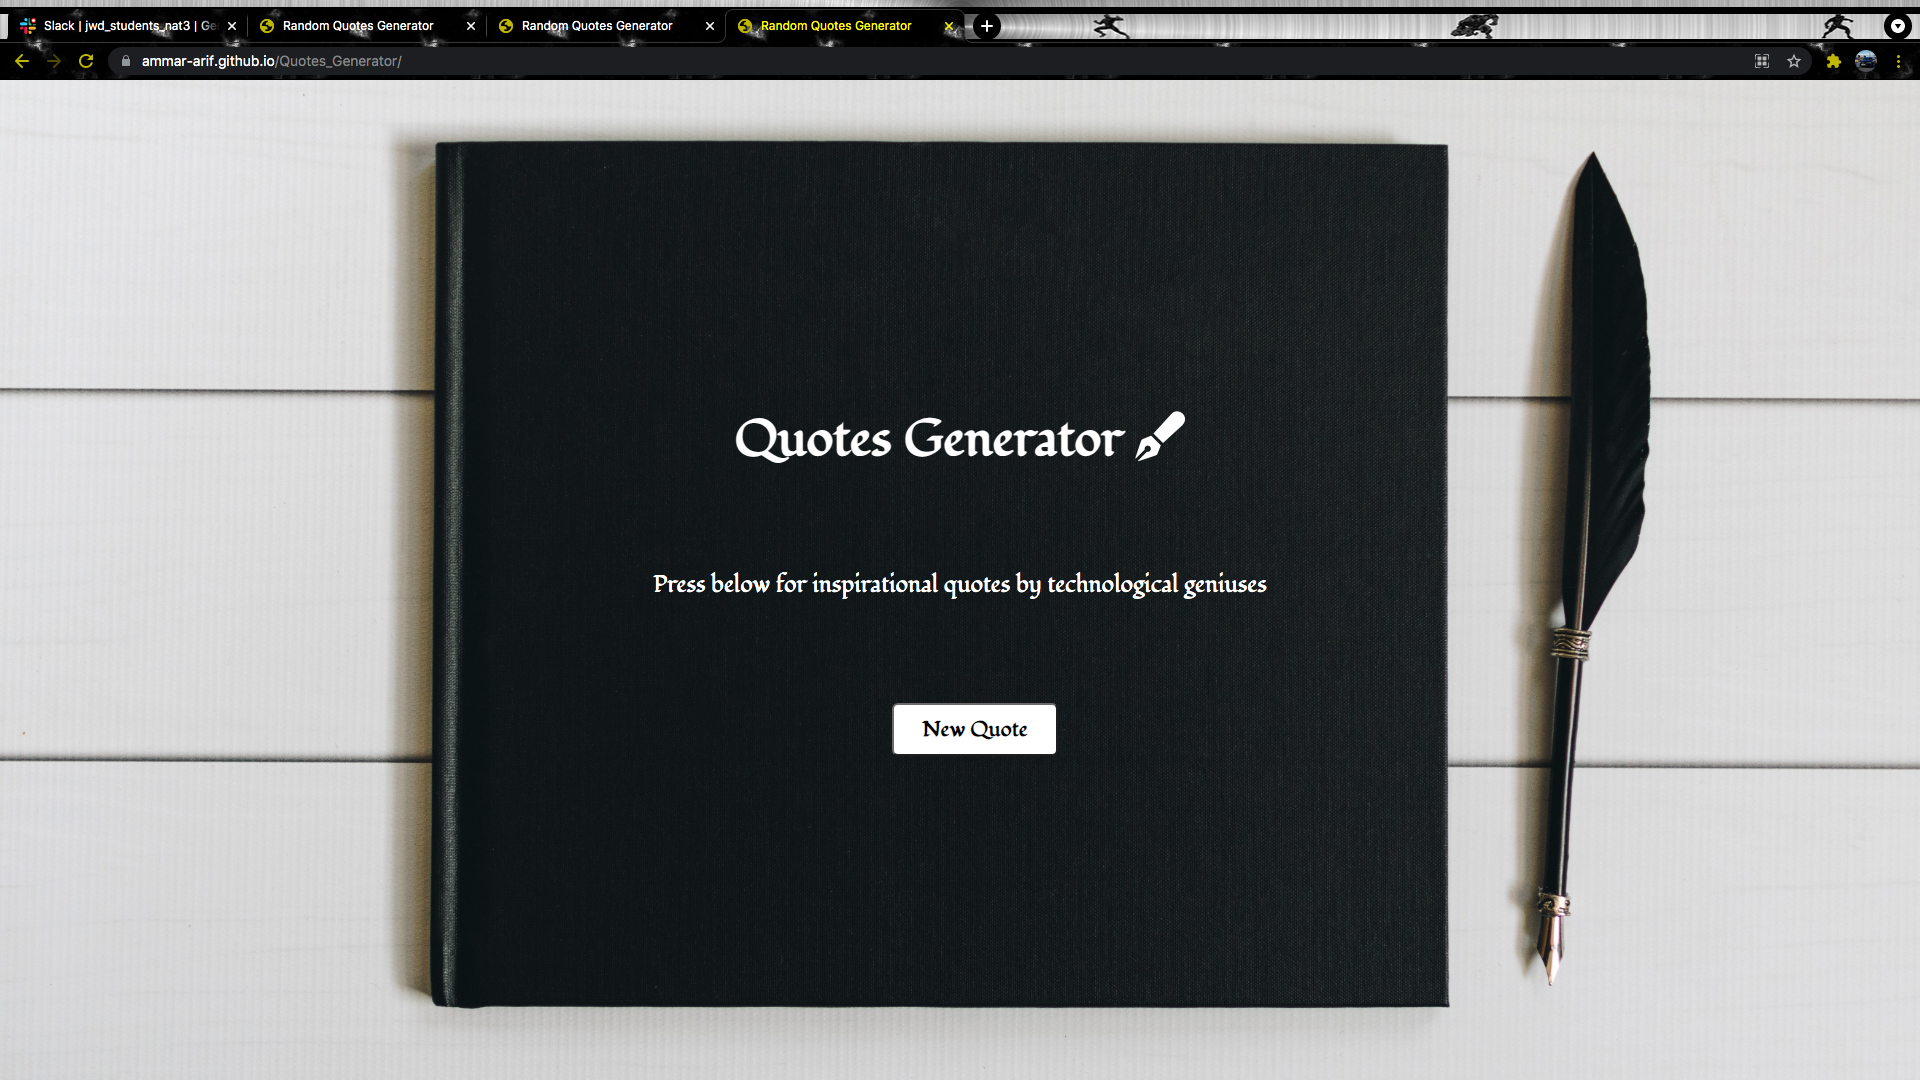 Slack | jwd_students_nat3 | Ge
Random Quotes Generator
Random Quotes Generator
Random Quotes Generator
ammar-arif.github.io/Quotes_Generator/
Quotes Generator
Press below for inspirational quotes by technological geniuses
New Quote